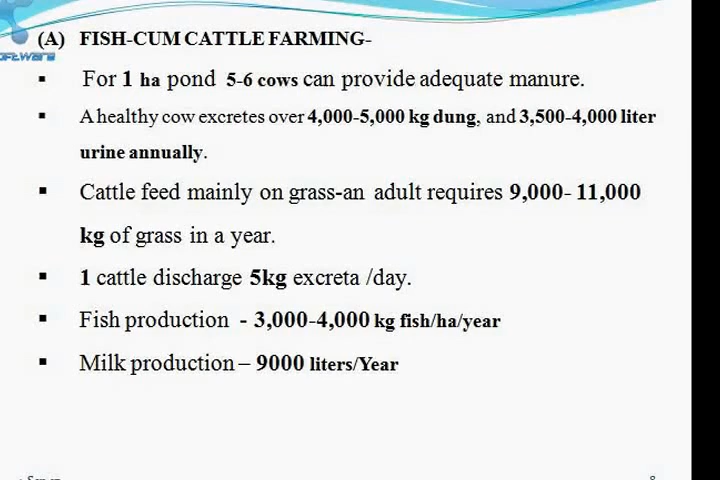 (A) FISH-CUM CATTLE FARMING-
▪ For 1 ha pond 5-6 cows can provide adequate manure.
▪ A healthy cow excretes over 4,000-5,000 kg dung, and 3,500-4,000 liter
urine annually.
▪ Cattle feed mainly on grass-an adult requires 9,000- 11,000
kg of grass in a year.
▪ 1 cattle discharge 5kg excreta /day.
▪ Fish production - 3,000-4,000 kg fish/ha/year
▪ Milk production – 9000 liters/Year